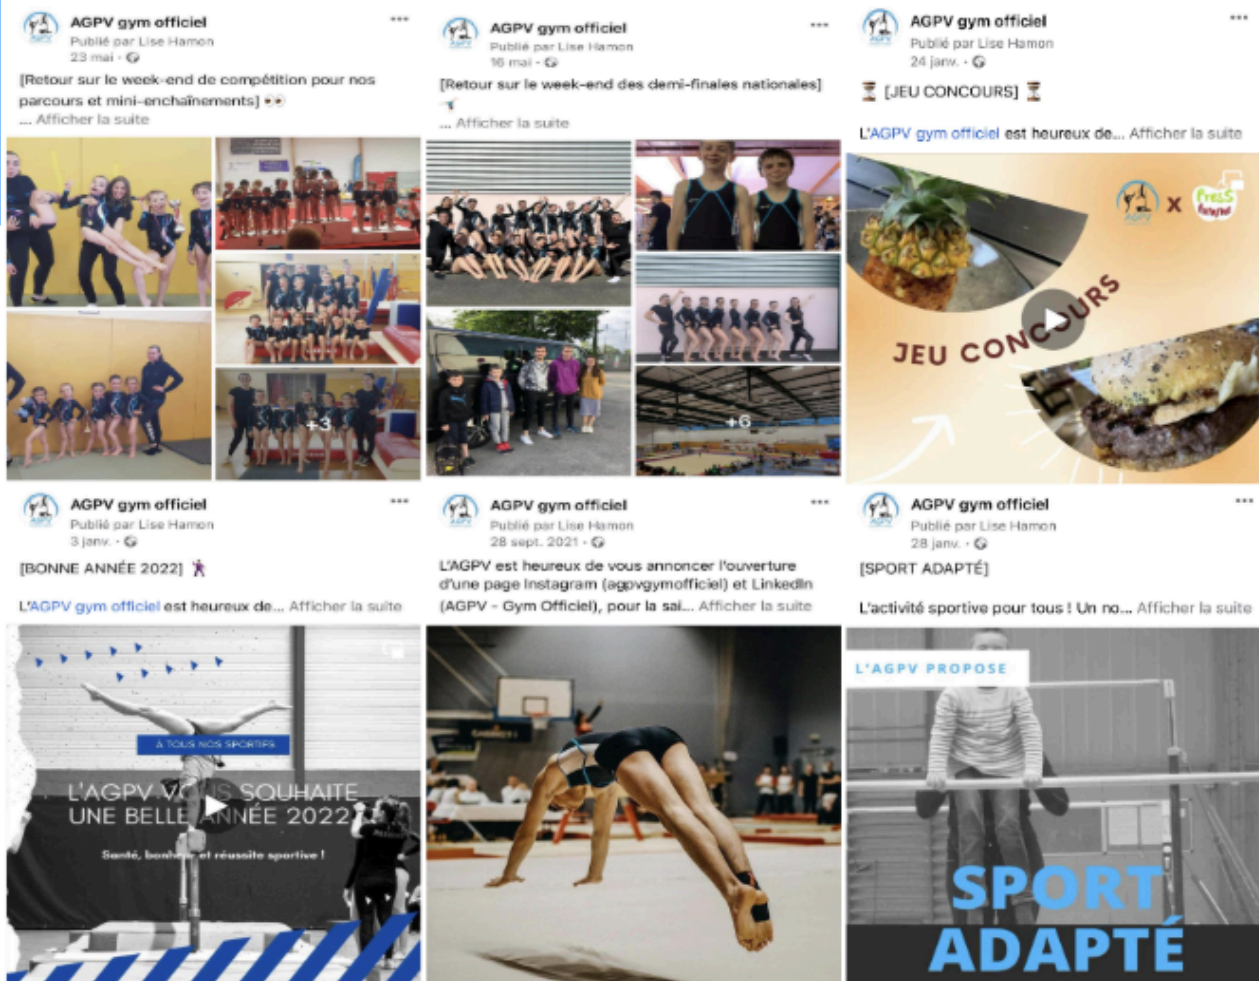 AGPV gym officiel
Publié par Lise Hamon
23 mai
[Retour sur le week-end de compétition pour nos
parcours et mini-enchaînements] 👀
... Afficher la suite
+3
AGPV gym officiel
Publié par Lise Hamon
16 mai
[Retour sur le week-end des demi-finales nationales]
... Afficher la suite
+6
AGPV gym officiel
Publié par Lise Hamon
24 janv.
⏳ [JEU CONCOURS] ⏳
L'AGPV gym officiel est heureux de... Afficher la suite
AGPV x Press
JEU CONCOURS
AGPV gym officiel
Publié par Lise Hamon
3 janv.
[BONNE ANNÉE 2022]
L'AGPV gym officiel est heureux de... Afficher la suite
À TOUS NOS SPORTIFS
L'AGPV VOUS SOUHAITE
UNE BELLE ANNÉE 2022
Santé, bonheur et réussite sportive !
AGPV gym officiel
Publié par Lise Hamon
28 sept. 2021
L'AGPV est heureux de vous annoncer l'ouverture
d'une page Instagram (agpvgymofficiel) et LinkedIn
(AGPV - Gym Officiel), pour la sai... Afficher la suite
AGPV gym officiel
Publié par Lise Hamon
28 janv.
[SPORT ADAPTÉ]
L'activité sportive pour tous ! Un no... Afficher la suite
L'AGPV PROPOSE
SPORT
ADAPTÉ